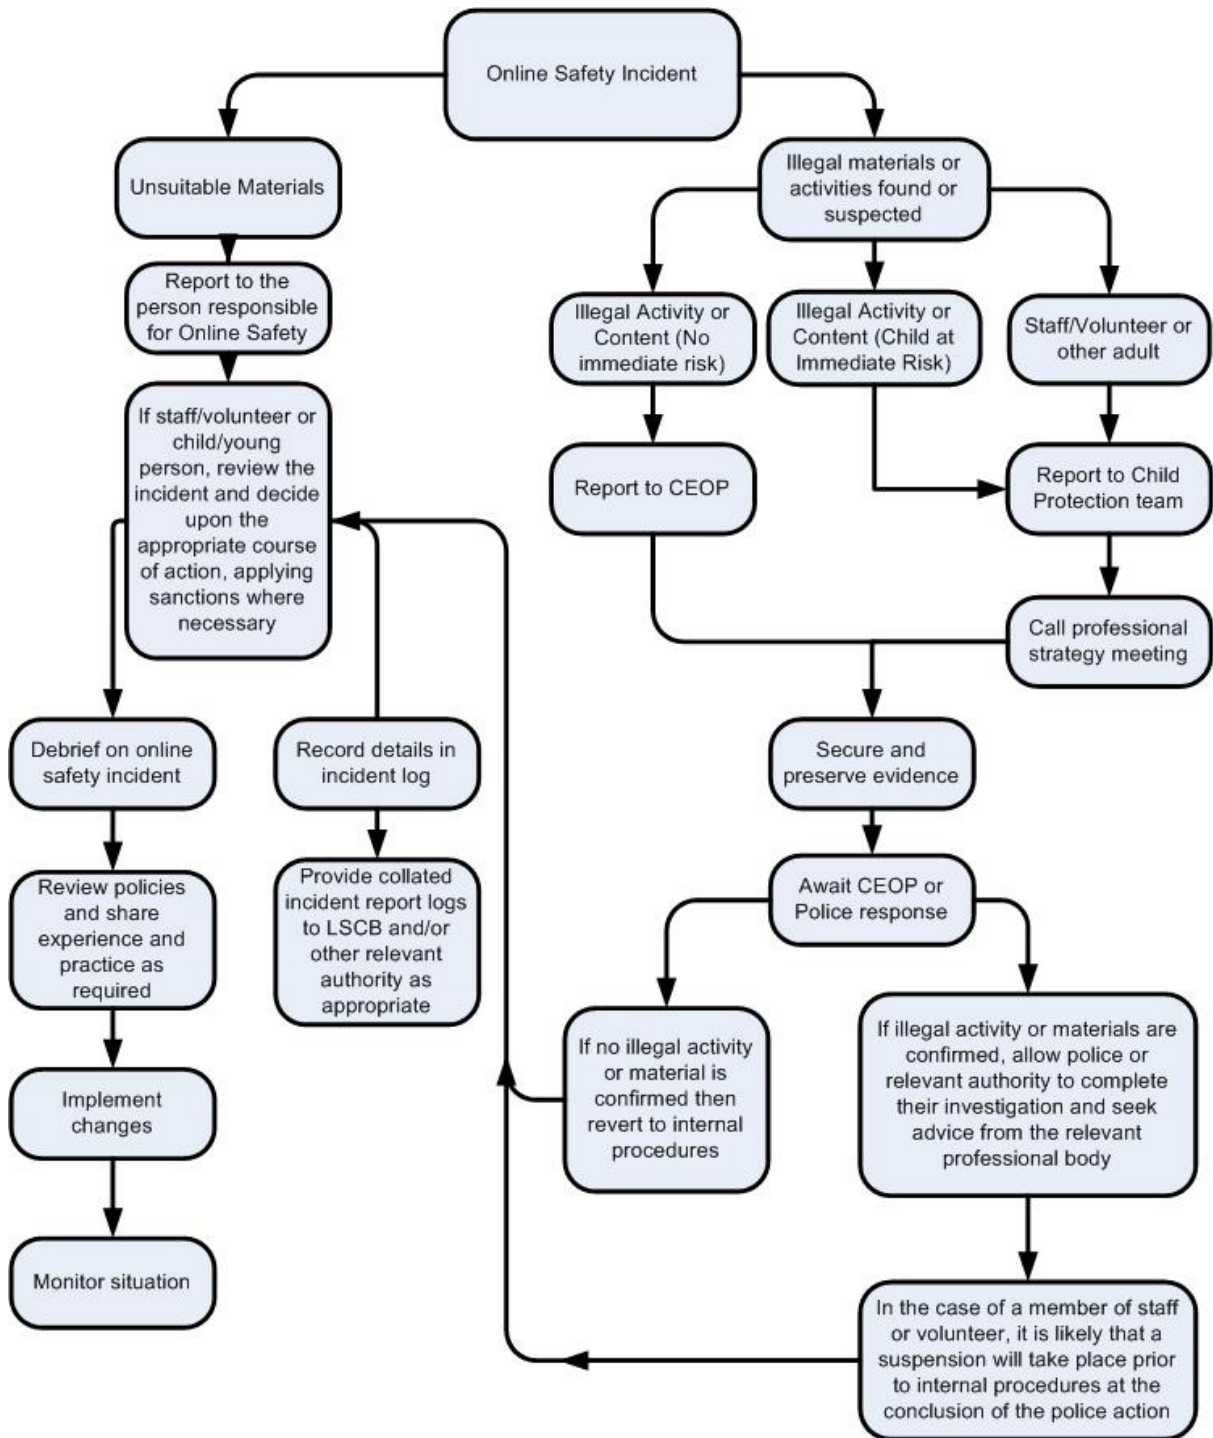 Online Safety Incident
Unsuitable Materials
Illegal materials or
activities found or
suspected
Report to the
person responsible
for Online Safety
Illegal Activity or
Content (No
immediate risk)
Illegal Activity or
Content (Child at
Immediate Risk)
Staff/Volunteer or
other adult
If staff/volunteer or
child/young
person, review the
incident and decide
upon the
appropriate course
of action, applying
sanctions where
necessary
Report to CEOP
Report to Child
Protection team
Call professional
strategy meeting
Debrief on online
safety incident
Record details in
incident log
Secure and
preserve evidence
Review policies
and share
experience and
practice as
required
Provide collated
incident report logs
to LSCB and/or
other relevant
authority as
appropriate
Await CEOP or
Police response
If no illegal activity
or material is
confirmed then
revert to internal
procedures
If illegal activity or materials are
confirmed, allow police or
relevant authority to complete
their investigation and seek
advice from the relevant
professional body
Implement
changes
Monitor situation
In the case of a member of staff
or volunteer, it is likely that a
suspension will take place prior
to internal procedures at the
conclusion of the police action